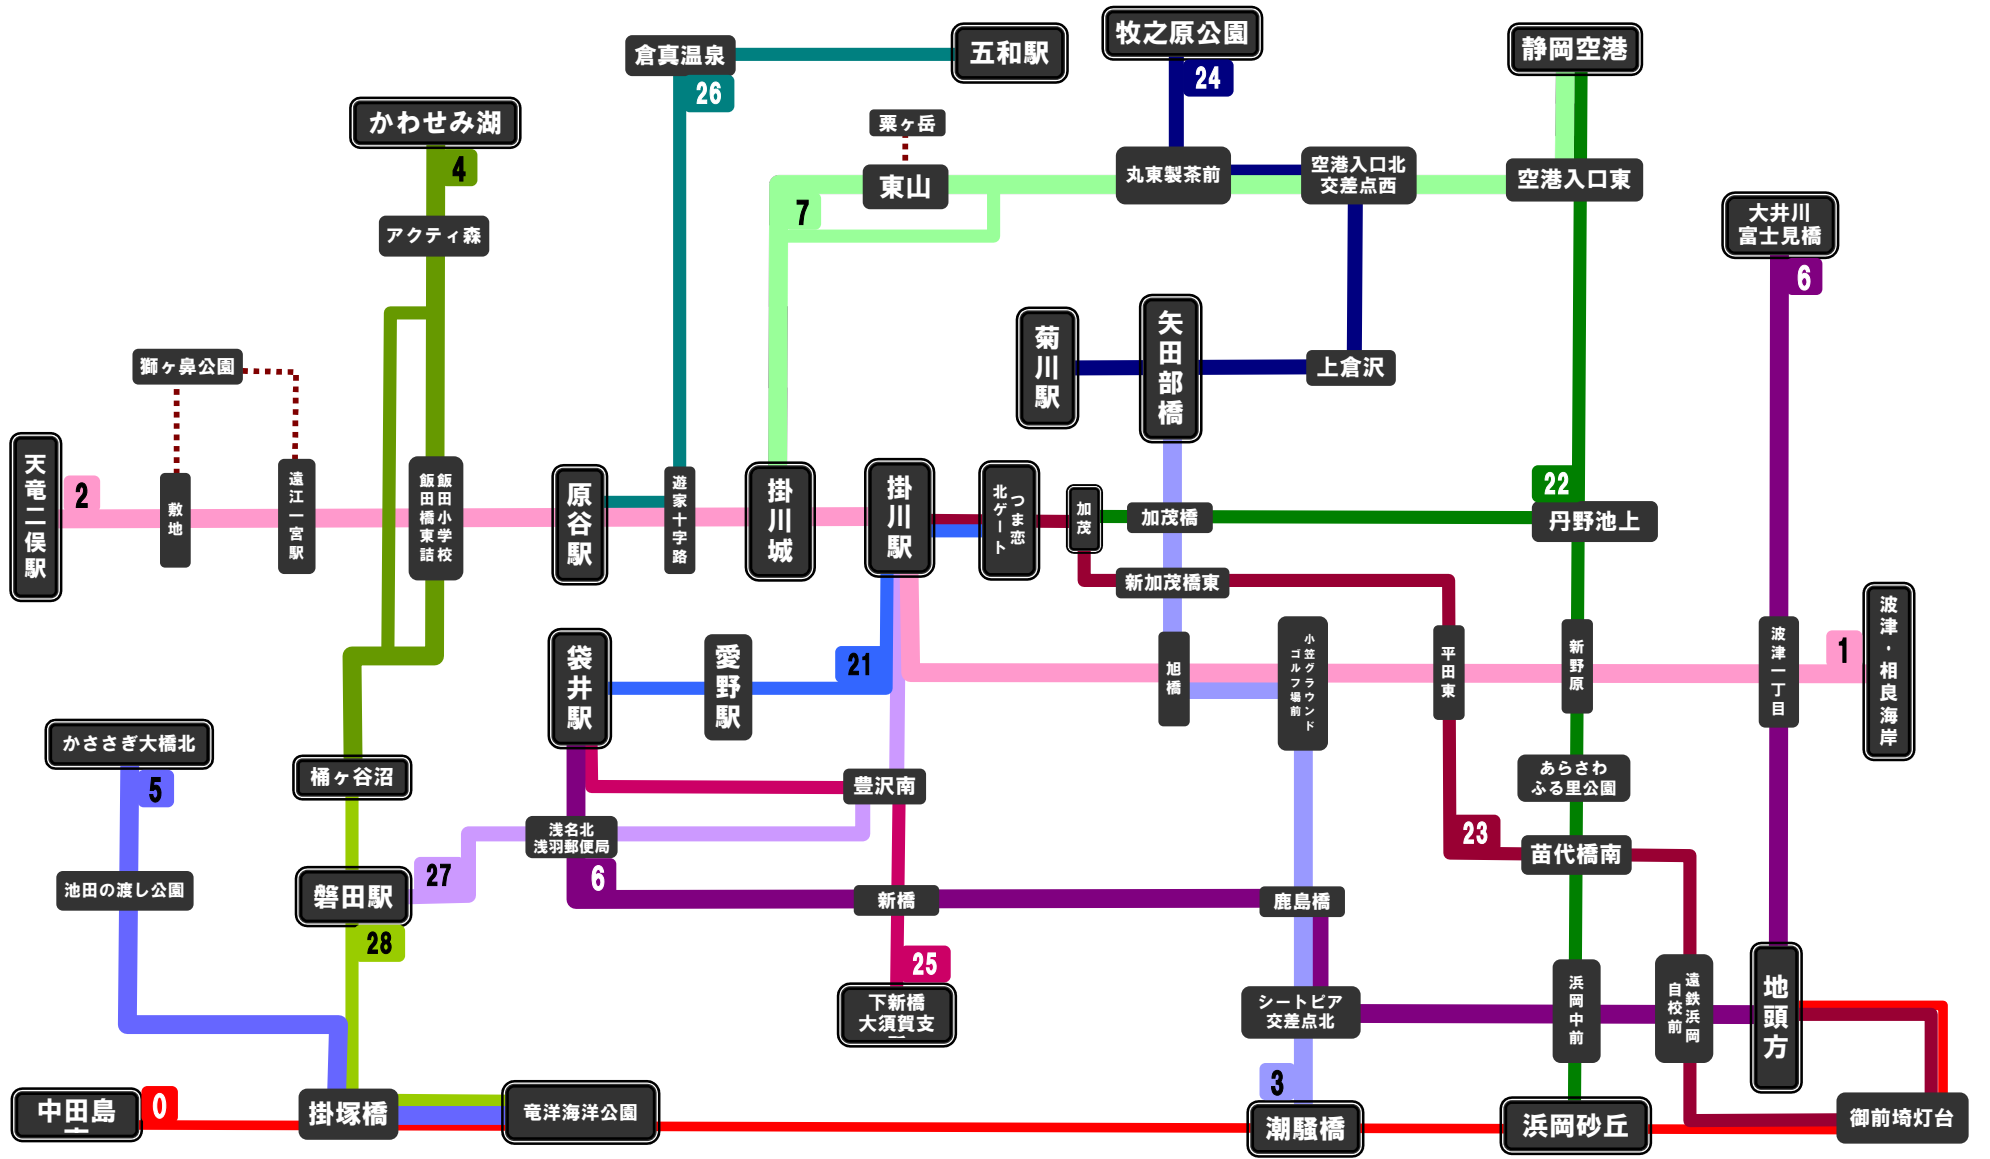 牧之原公園
静岡空港
倉真温泉
五和駅
24
26
かわせみ湖
粟ヶ岳
4
丸東製茶前
空港入口北
交差点西
空港入口東
東山
7
アクティ森
大井川
富士見橋
6
獅ヶ鼻公園
菊川駅
矢田部橋
上倉沢
天竜二俣駅
2
敷地
遠江一宮駅
飯田小学校
飯田橋東詰
原谷駅
遊家十字路
掛川城
掛川駅
つま恋
北ゲート
加茂
加茂橋
22
丹野池上
新加茂橋東
袋井駅
愛野駅
21
旭橋
小笠グラウンド
ゴルフ場前
平田東
新野原
波津一丁目
1
波津・相良海岸
かささぎ大橋北
5
桶ヶ谷沼
豊沢南
あらさわ
ふる里公園
浅名北
浅羽郵便局
23
苗代橋南
池田の渡し公園
磐田駅
27
6
新橋
鹿島橋
28
25
下新橋
大須賀支
シートピア
交差点北
浜岡中前
遠鉄浜岡
自校前
地頭方
中田島
0
掛塚橋
竜洋海洋公園
3
潮騒橋
浜岡砂丘
御前埼灯台